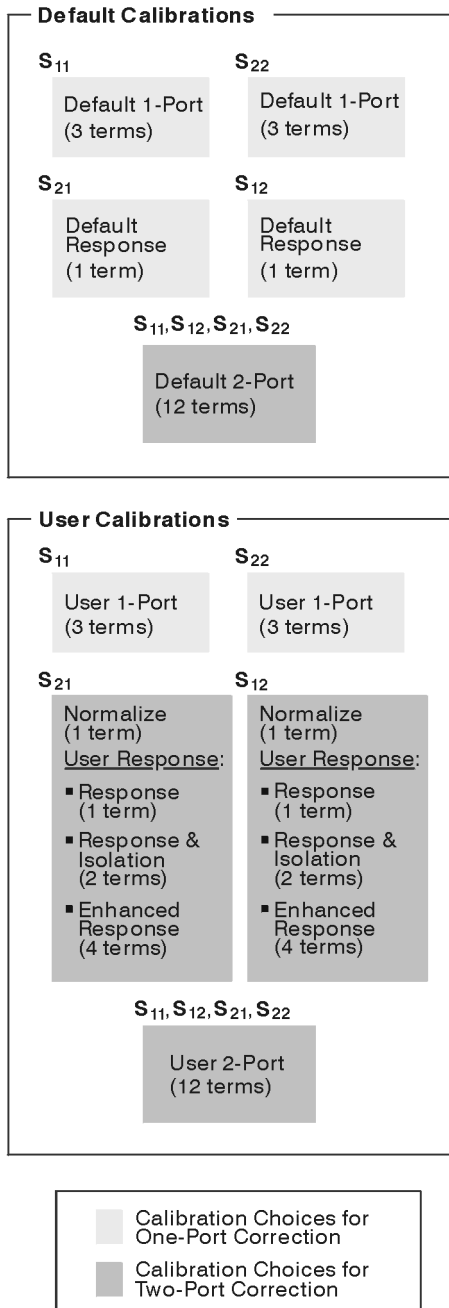 Default Calibrations
S11 S22
Default 1-Port
(3 terms)
Default 1-Port
(3 terms)
S21 S12
Default
Response
(1 term)
Default
Response
(1 term)
S11, S12, S21, S22
Default 2-Port
(12 terms)
User Calibrations
S11 S22
User 1-Port
(3 terms)
User 1-Port
(3 terms)
S21 S12
Normalize
(1 term)
User Response:
▪ Response
(1 term)
▪ Response &
Isolation
(2 terms)
▪ Enhanced
Response
(4 terms)
Normalize
(1 term)
User Response:
▪ Response
(1 term)
▪ Response &
Isolation
(2 terms)
▪ Enhanced
Response
(4 terms)
S11, S12, S21, S22
User 2-Port
(12 terms)
Calibration Choices for
One-Port Correction
Calibration Choices for
Two-Port Correction